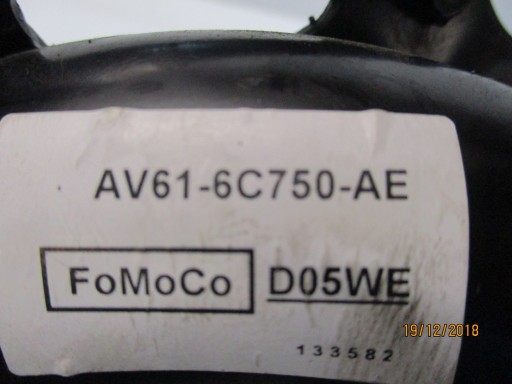 AV61-6C750-AE
FoMoCo D05WE
19/12/2018
133582